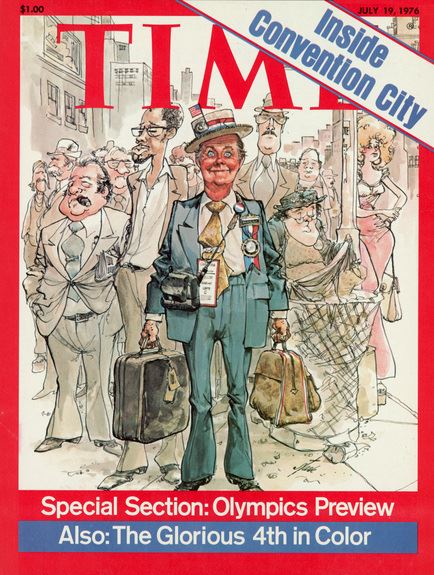 $1.00
JULY 19, 1976
TIME
Inside
Convention City
Special Section: Olympics Preview
Also: The Glorious 4th in Color